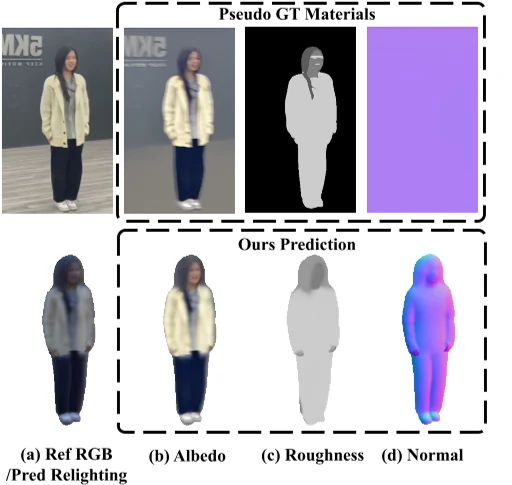 Pseudo GT Materials
Ours Prediction
(a) Ref RGB
/Pred Relighting
(b) Albedo
(c) Roughness
(d) Normal